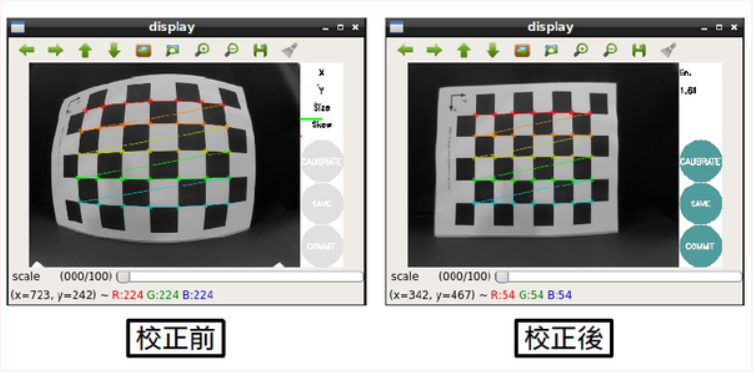 display
X
Y
Size
Skew
CALIBRATE
SAVE
COMMIT
scale (000/100)
(x=723, y=242) ~ R:224 G:224 B:224
校正前
display
lin.
1.61
CALIBRATE
SAVE
COMMIT
scale (000/100)
(x=342, y=467) ~ R:54 G:54 B:54
校正後